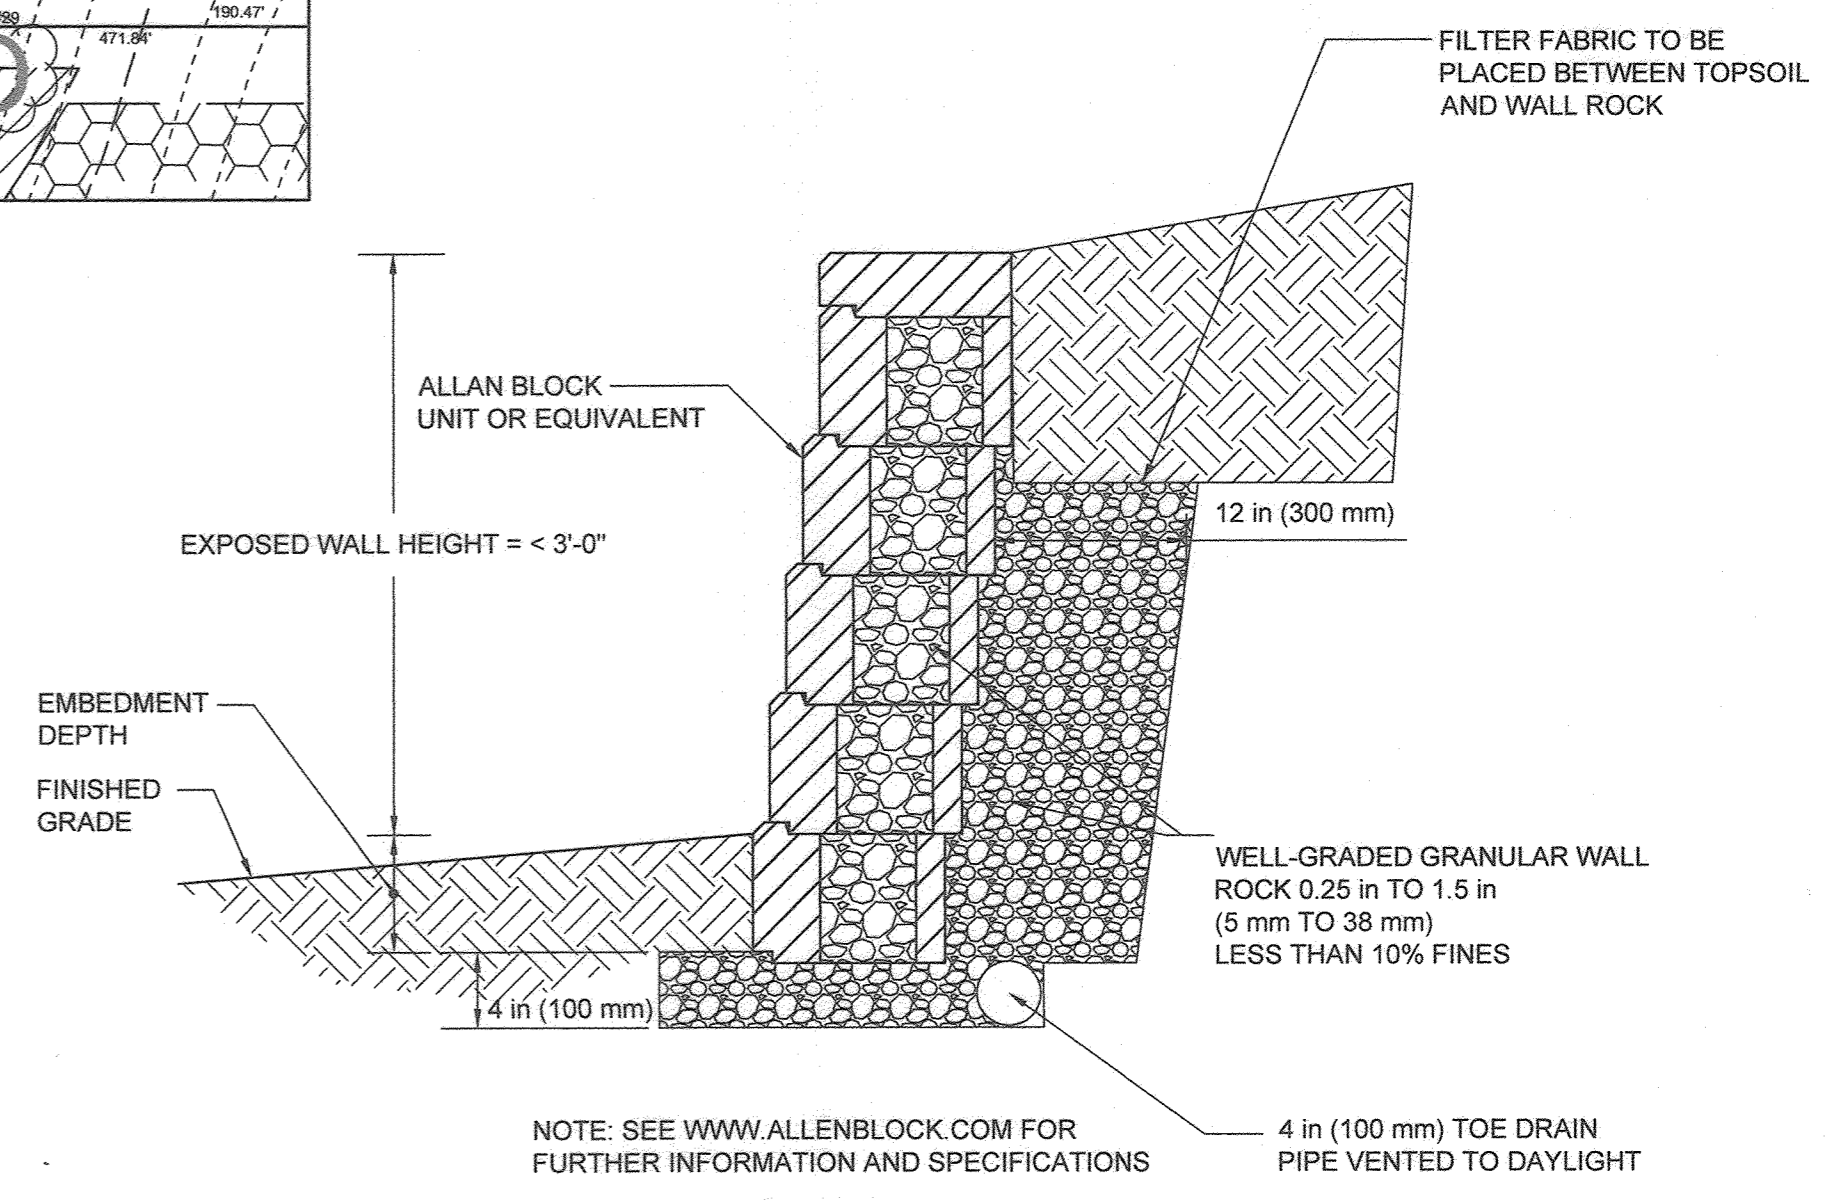 190.47'
471.84'
FILTER FABRIC TO BE
PLACED BETWEEN TOPSOIL
AND WALL ROCK
ALLAN BLOCK
UNIT OR EQUIVALENT
12 in (300 mm)
EXPOSED WALL HEIGHT = < 3'-0"
EMBEDMENT
DEPTH
FINISHED
GRADE
WELL-GRADED GRANULAR WALL
ROCK 0.25 in TO 1.5 in
(5 mm TO 38 mm)
LESS THAN 10% FINES
4 in (100 mm)
NOTE: SEE WWW.ALLENBLOCK.COM FOR
FURTHER INFORMATION AND SPECIFICATIONS
4 in (100 mm) TOE DRAIN
PIPE VENTED TO DAYLIGHT